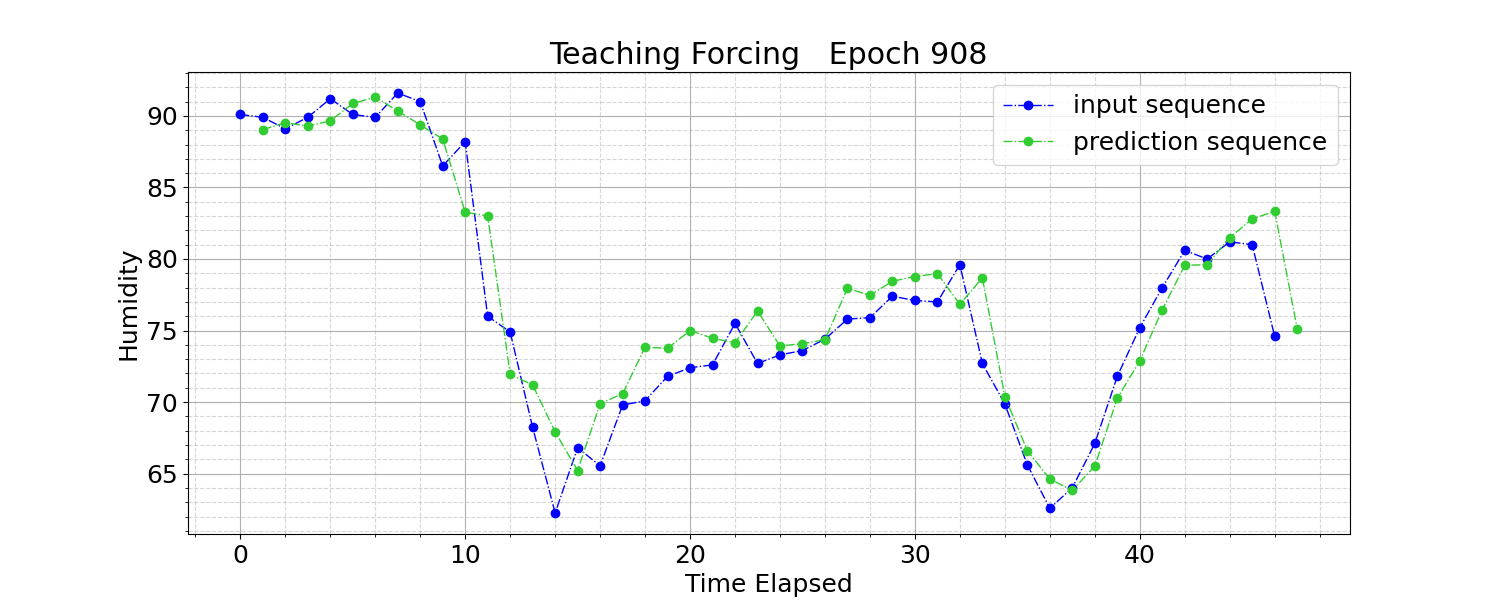 Teaching Forcing   Epoch 908
input sequence
prediction sequence
Humidity
90
85
80
75
70
65
0 10 20 30 40
Time Elapsed